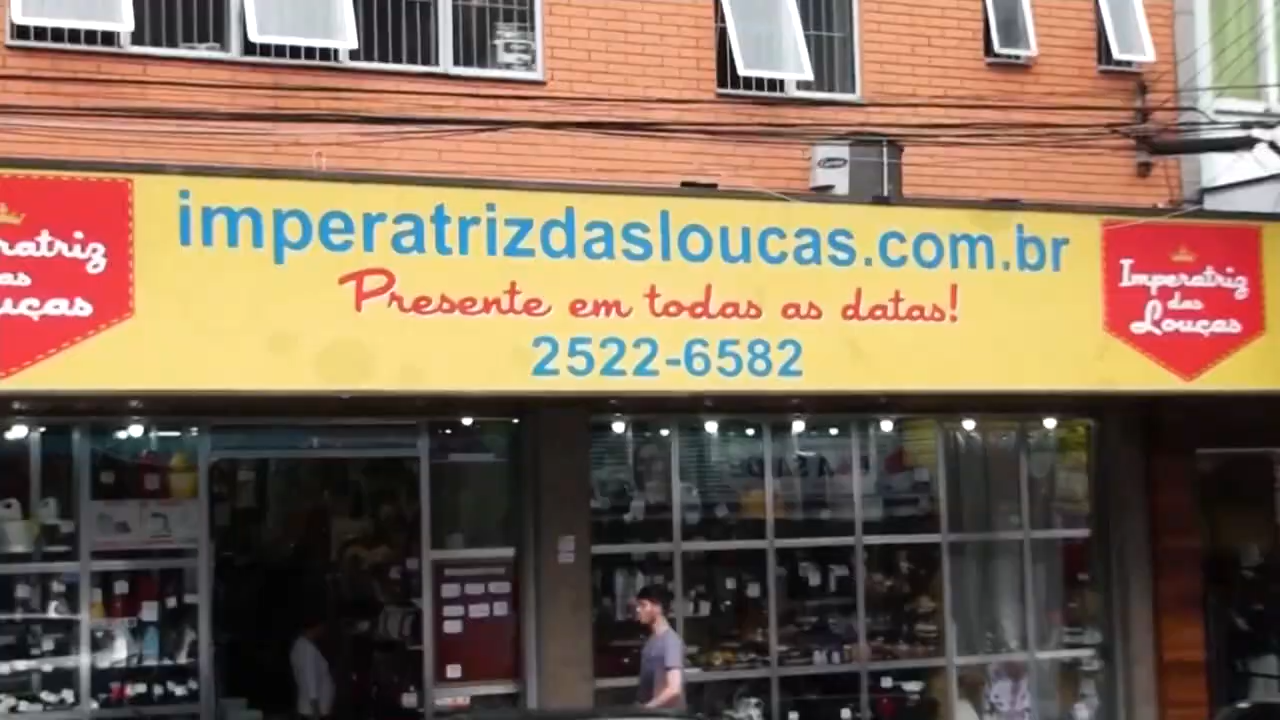 imperatrizdasloucas.com.br
Presente em todas as datas!
2522-6582
Imperatriz
das
Louças